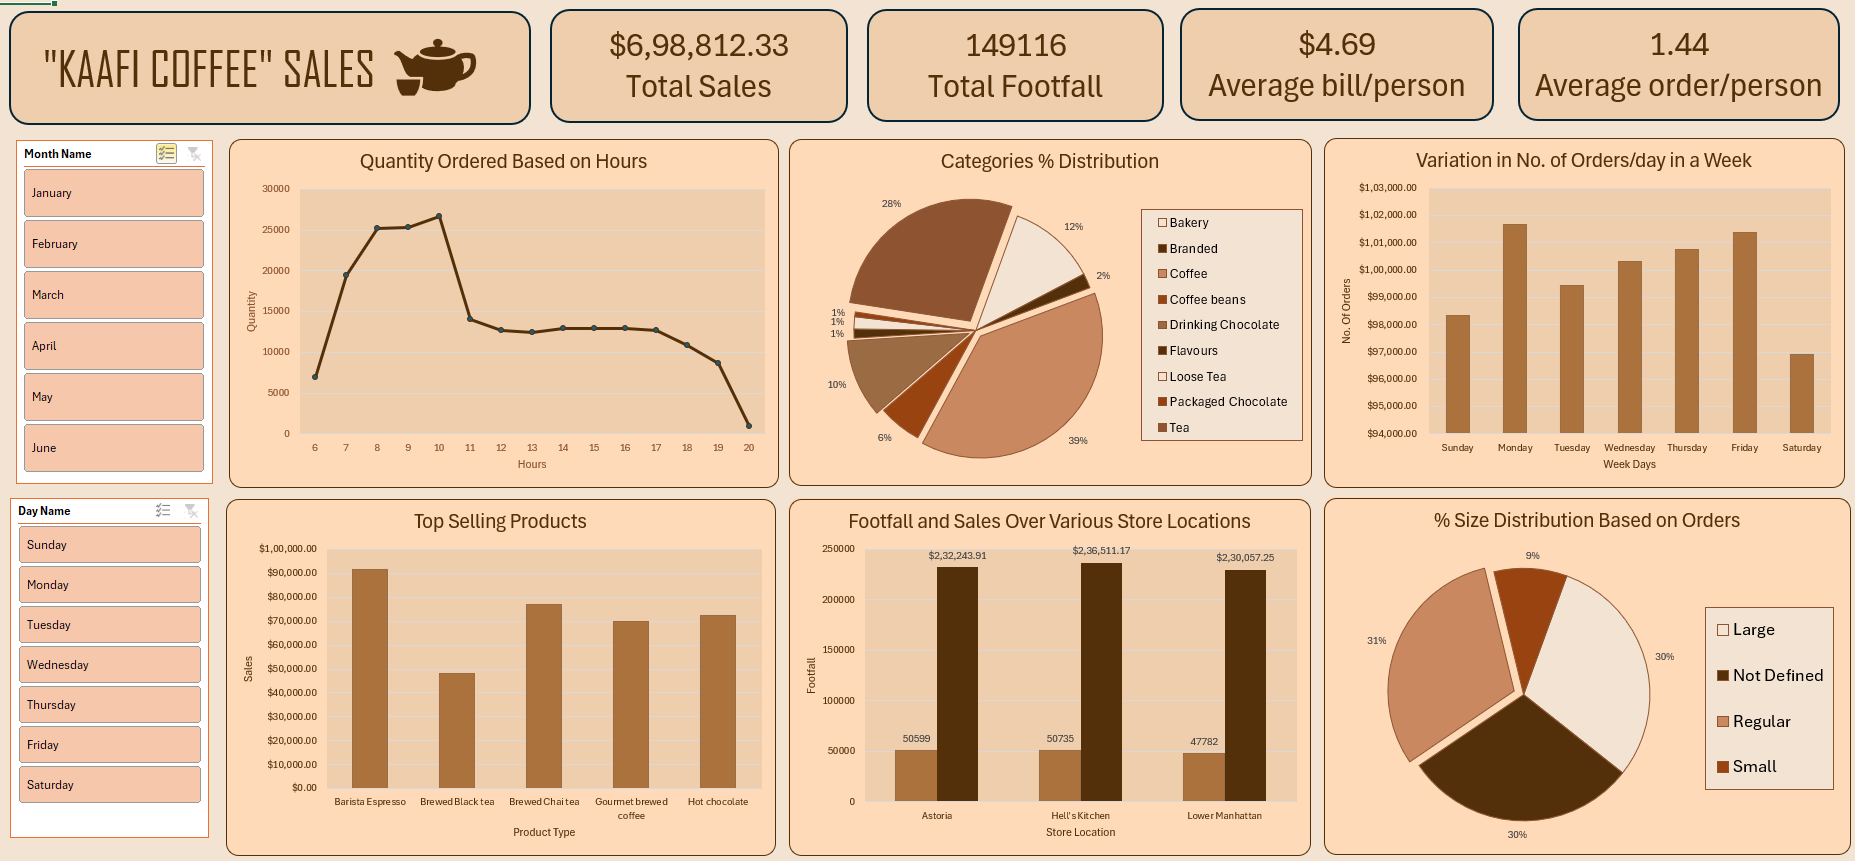 "KAAFI COFFEE" SALES
$6,98,812.33
Total Sales
149116
Total Footfall
$4.69
Average bill/person
1.44
Average order/person
Month Name
January
February
March
April
May
June
Day Name
Sunday
Monday
Tuesday
Wednesday
Thursday
Friday
Saturday
Quantity Ordered Based on Hours
Quantity
30000
25000
20000
15000
10000
5000
0
6 7 8 9 10 11 12 13 14 15 16 17 18 19 20
Hours
Categories % Distribution
28%
12%
2%
39%
6%
10%
1%
1%
1%
Bakery
Branded
Coffee
Coffee beans
Drinking Chocolate
Flavours
Loose Tea
Packaged Chocolate
Tea
Variation in No. of Orders/day in a Week
No. Of Orders
$1,03,000.00
$1,02,000.00
$1,01,000.00
$1,00,000.00
$99,000.00
$98,000.00
$97,000.00
$96,000.00
$95,000.00
$94,000.00
Sunday Monday Tuesday Wednesday Thursday Friday Saturday
Week Days
Top Selling Products
Sales
$1,00,000.00
$90,000.00
$80,000.00
$70,000.00
$60,000.00
$50,000.00
$40,000.00
$30,000.00
$20,000.00
$10,000.00
$0.00
Barista Espresso Brewed Black tea Brewed Chai tea Gourmet brewed coffee Hot chocolate
Product Type
Footfall and Sales Over Various Store Locations
Footfall
250000
200000
150000
100000
50000
0
$2,32,243.91
$2,36,511.17
$2,30,057.25
50599
50735
47782
Astoria Hell's Kitchen Lower Manhattan
Store Location
% Size Distribution Based on Orders
9%
31%
30%
30%
Large
Not Defined
Regular
Small